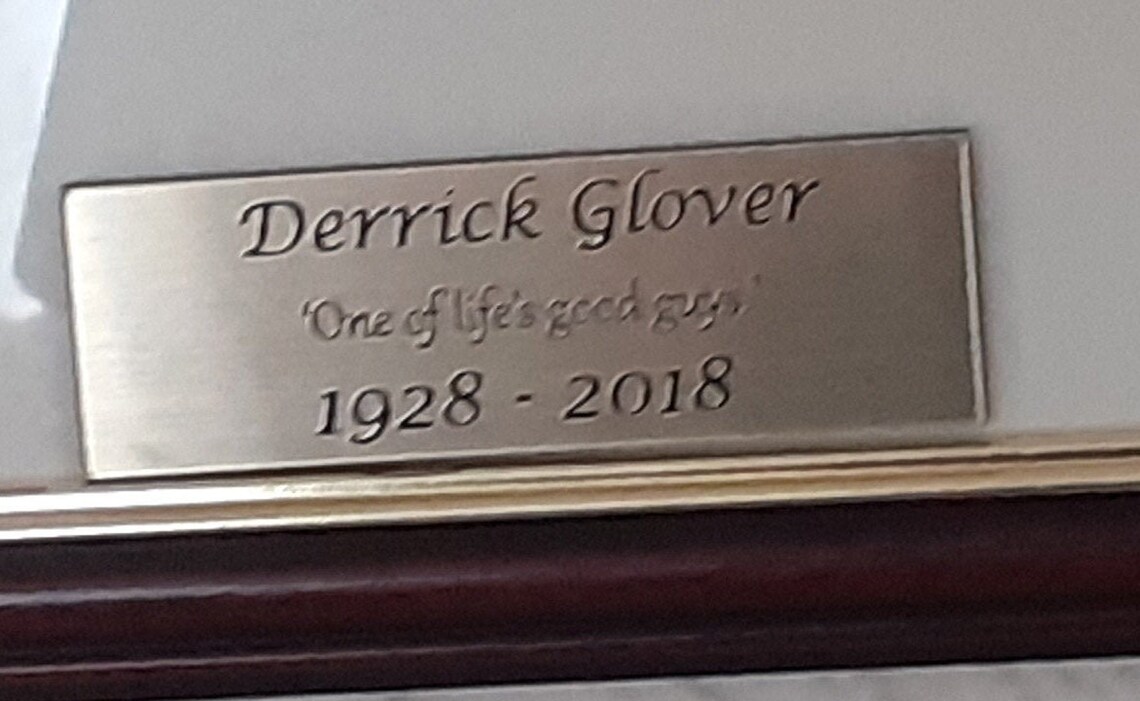 Derrick Glover
'One of life's good guys.'
1928 - 2018